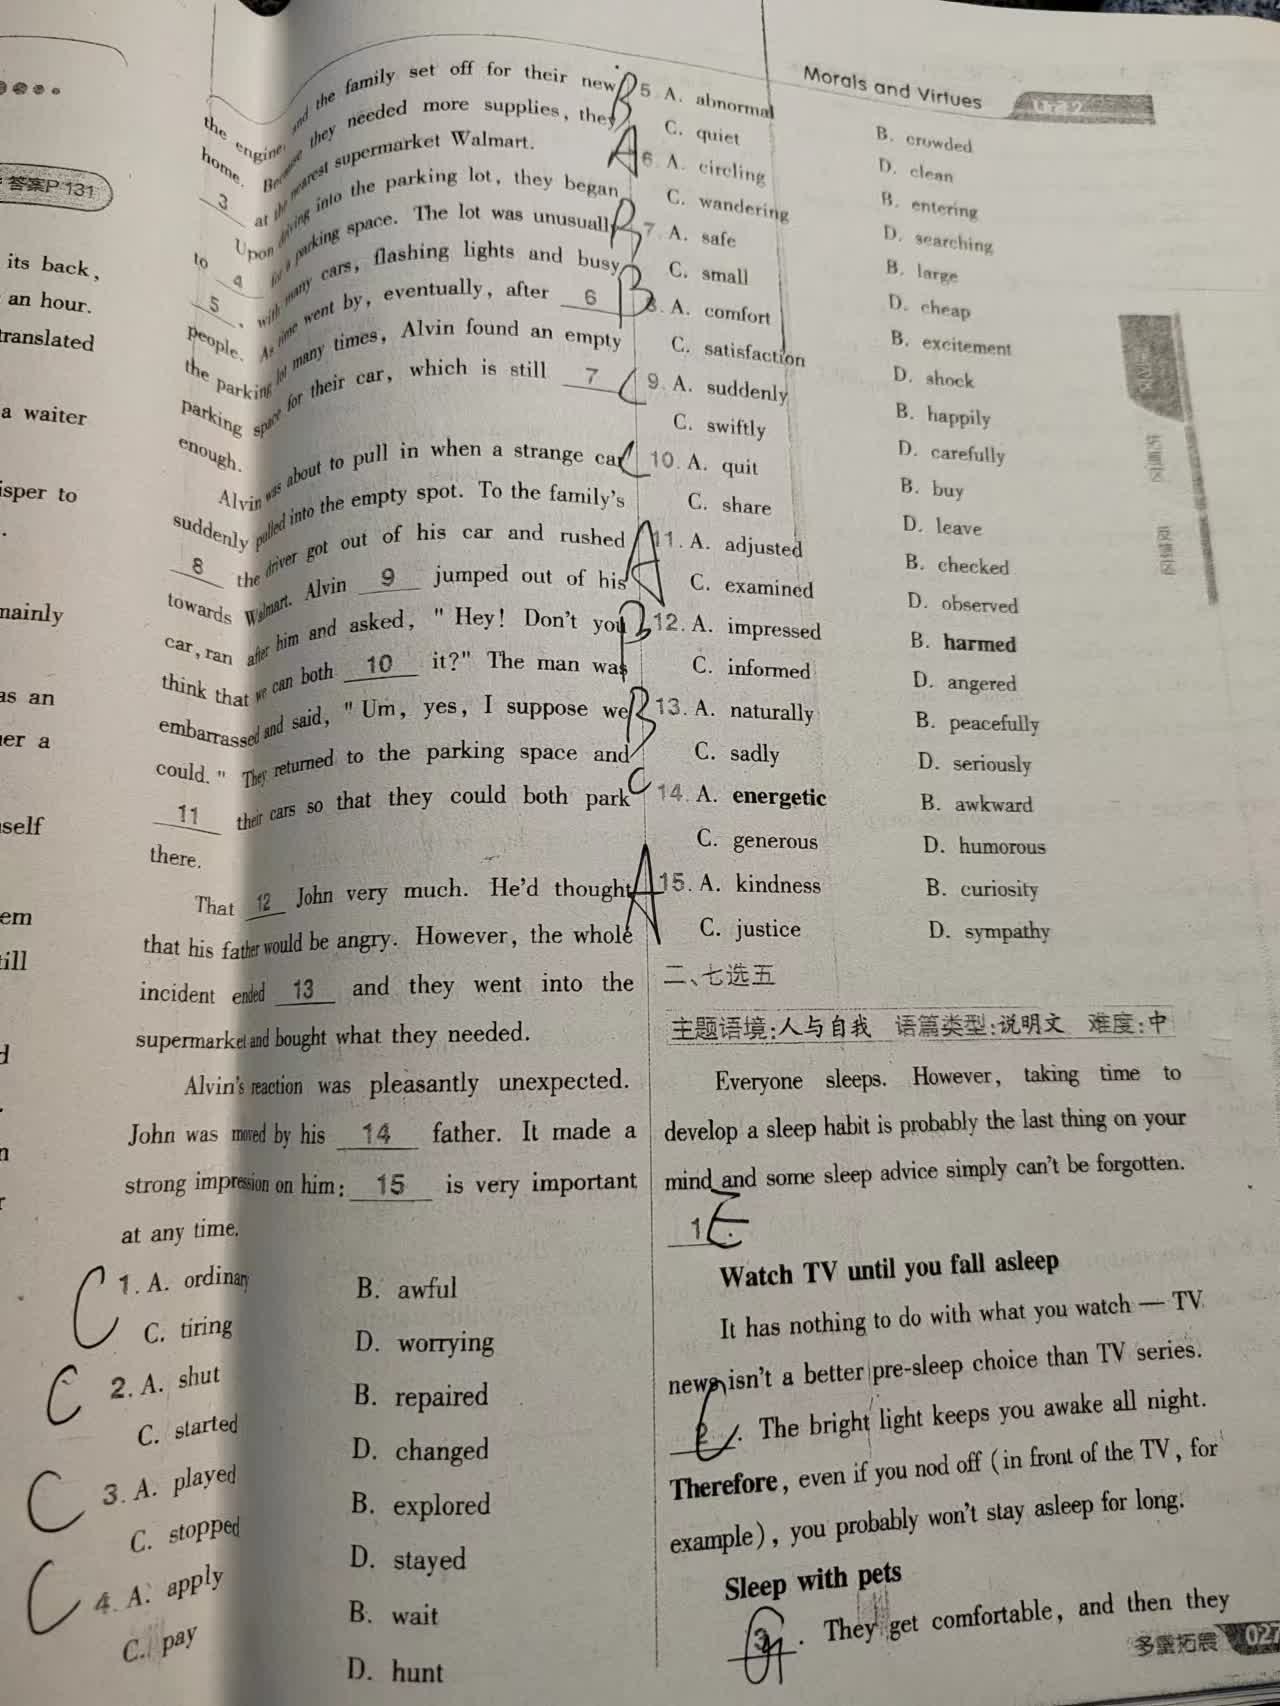 答案P 131
its back,
an hour.
translated
a waiter
isper to
.
mainly
as an
er a
self
em
till
Morals and Virtues
and the family set off for their new
the engine,
home. Because they needed more supplies, they
3 at the nearest supermarket Walmart.
Upon driving into the parking lot, they began
to 4 for a parking space. The lot was unusually
5, with many cars, flashing lights and busy
people. As time went by, eventually, after 6
the parking lot many times, Alvin found an empty
parking space for their car, which is still 7
enough.
Alvin was about to pull in when a strange car
suddenly pulled into the empty spot. To the family's
8 the driver got out of his car and rushed
towards Walmart. Alvin 9 jumped out of his
car, ran after him and asked, "Hey! Don't you
think that we can both 10 it?" The man was
embarrassed and said, "Um, yes, I suppose we
could." They returned to the parking space and
11 their cars so that they could both park
there.
That 12 John very much. He'd thought
that his father would be angry. However, the whole
incident ended 13 and they went into the
supermarket and bought what they needed.
Alvin's reaction was pleasantly unexpected.
John was moved by his 14 father. It made a
strong impression on him: 15 is very important
at any time.
C 1. A. ordinary B. awful
C. tiring D. worrying
C 2. A. shut B. repaired
C. started D. changed
C 3. A. played B. explored
C. stopped D. stayed
C 4. A. apply B. wait
C. pay D. hunt
B 5. A. abnormal B. crowded
C. quiet D. clean
A 6. A. circling B. entering
C. wandering D. searching
B 7. A. safe B. large
C. small D. cheap
B 8. A. comfort B. excitement
C. satisfaction D. shock
C 9. A. suddenly B. happily
C. swiftly D. carefully
C 10. A. quit B. buy
C. share D. leave
A 11. A. adjusted B. checked
C. examined D. observed
B 12. A. impressed B. harmed
C. informed D. angered
B 13. A. naturally B. peacefully
C. sadly D. seriously
C 14. A. energetic B. awkward
C. generous D. humorous
A 15. A. kindness B. curiosity
C. justice D. sympathy
二、七选五
主题语境:人与自我 语篇类型:说明文 难度:中
Everyone sleeps. However, taking time to
develop a sleep habit is probably the last thing on your
mind and some sleep advice simply can't be forgotten.
1 E.
Watch TV until you fall asleep
It has nothing to do with what you watch — TV
news isn't a better pre-sleep choice than TV series.
2. The bright light keeps you awake all night.
Therefore, even if you nod off (in front of the TV, for
example), you probably won't stay asleep for long.
Sleep with pets
3 G. They get comfortable, and then they
多重拓展 027